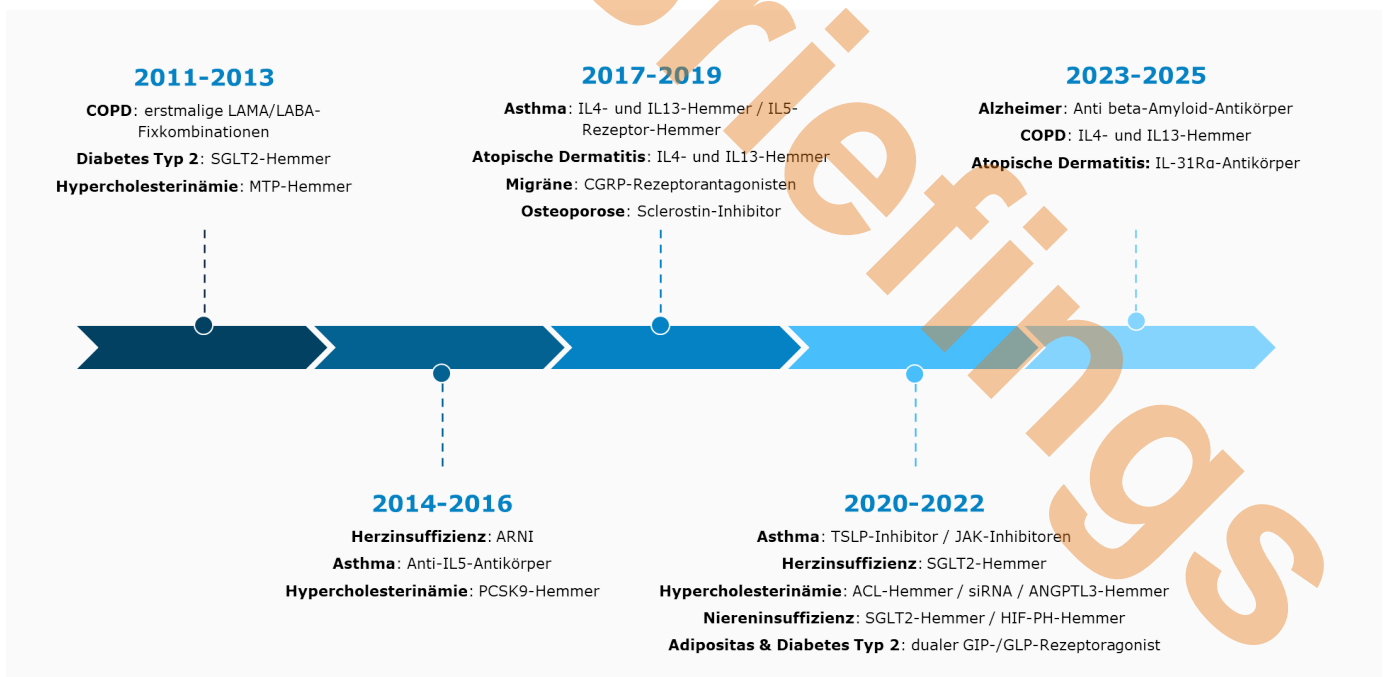 2011-2013
COPD: erstmalige LAMA/LABA-
Fixkombinationen
Diabetes Typ 2: SGLT2-Hemmer
Hypercholesterinämie: MTP-Hemmer
2017-2019
Asthma: IL4- und IL13-Hemmer / IL5-
Rezeptor-Hemmer
Atopische Dermatitis: IL4- und IL13-Hemmer
Migräne: CGRP-Rezeptorantagonisten
Osteoporose: Sclerostin-Inhibitor
2023-2025
Alzheimer: Anti beta-Amyloid-Antikörper
COPD: IL4- und IL13-Hemmer
Atopische Dermatitis: IL-31Rα-Antikörper
2014-2016
Herzinsuffizienz: ARNI
Asthma: Anti-IL5-Antikörper
Hypercholesterinämie: PCSK9-Hemmer
2020-2022
Asthma: TSLP-Inhibitor / JAK-Inhibitoren
Herzinsuffizienz: SGLT2-Hemmer
Hypercholesterinämie: ACL-Hemmer / siRNA / ANGPTL3-Hemmer
Niereninsuffizienz: SGLT2-Hemmer / HIF-PH-Hemmer
Adipositas & Diabetes Typ 2: dualer GIP-/GLP-Rezeptoragonist
riefings